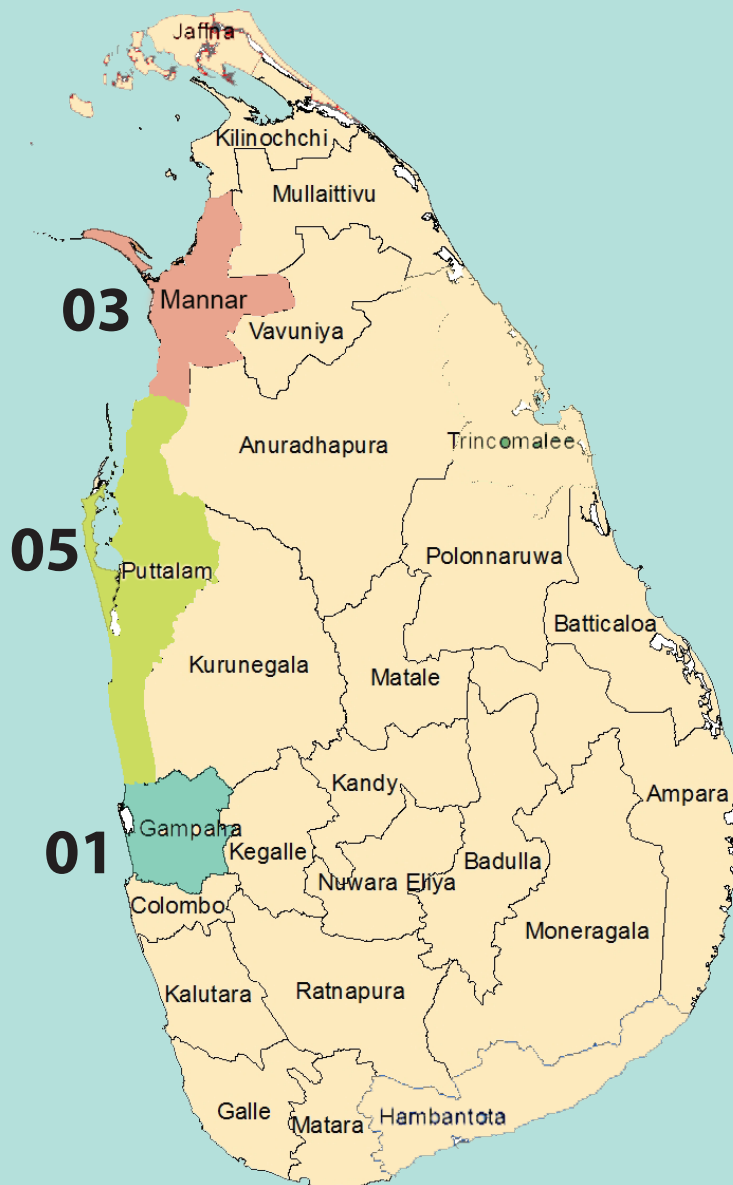 Jaffna
Kilinochchi
Mullaittivu
Mannar
03
Vavuniya
Anuradhapura
Trincomalee
05
Puttalam
Polonnaruwa
Batticaloa
Kurunegala
Matale
Kandy
Ampara
Gampaha
01
Kegalle
Badulla
Nuwara Eliya
Colombo
Moneragala
Kalutara
Ratnapura
Galle
Matara
Hambantota